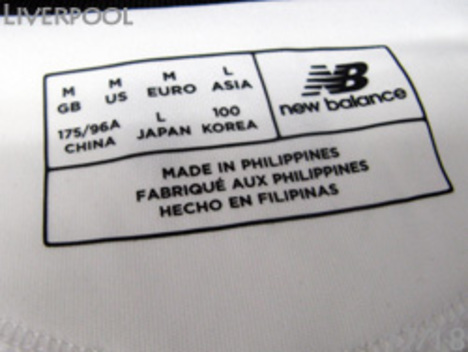 LIVERPOOL
M M M L
GB US EURO ASIA
175/96A L 100
CHINA JAPAN KOREA
NB
new balance
MADE IN PHILIPPINES
FABRIQUÉ AUX PHILIPPINES
HECHO EN FILIPINAS